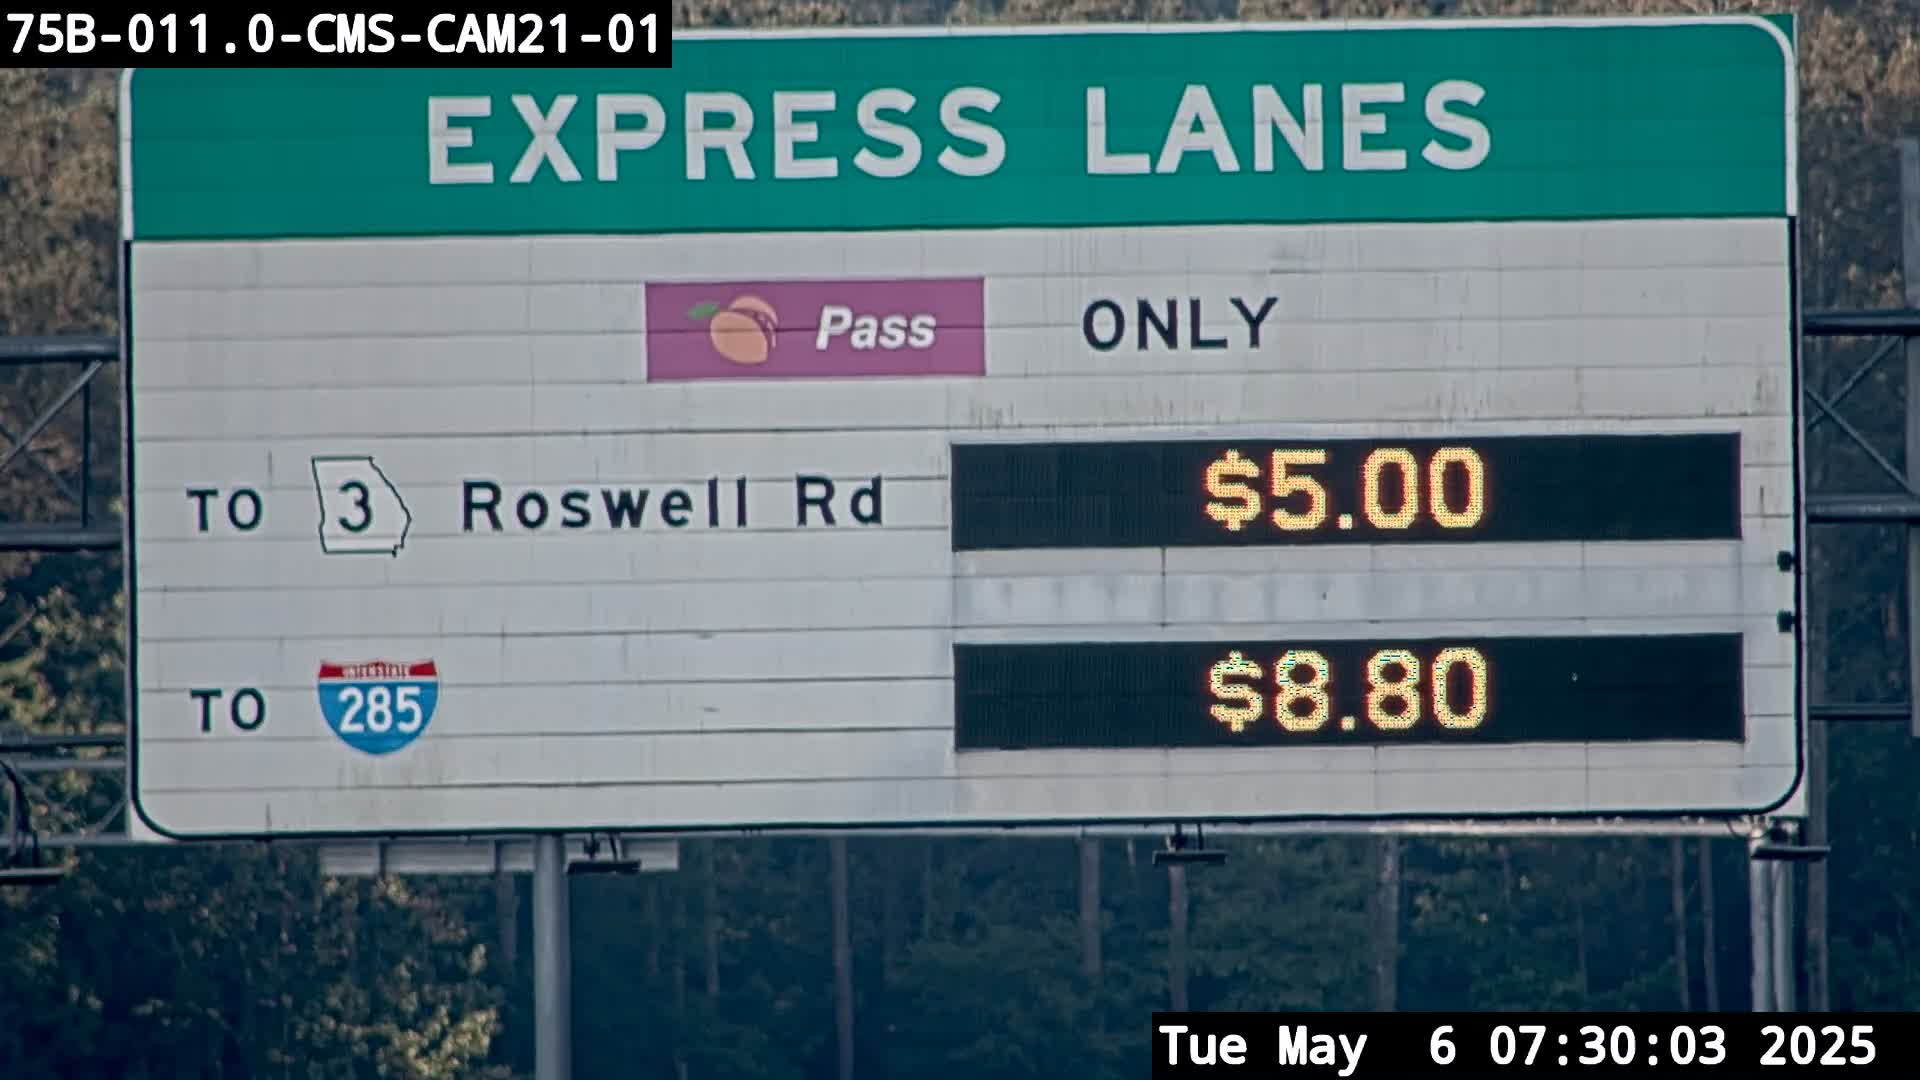 75B-011.0-CMS-CAM21-01
EXPRESS LANES
Pass ONLY
TO 3 Roswell Rd $5.00
INTERSTATE
TO 285 $8.80
Tue May 6 07:30:03 2025